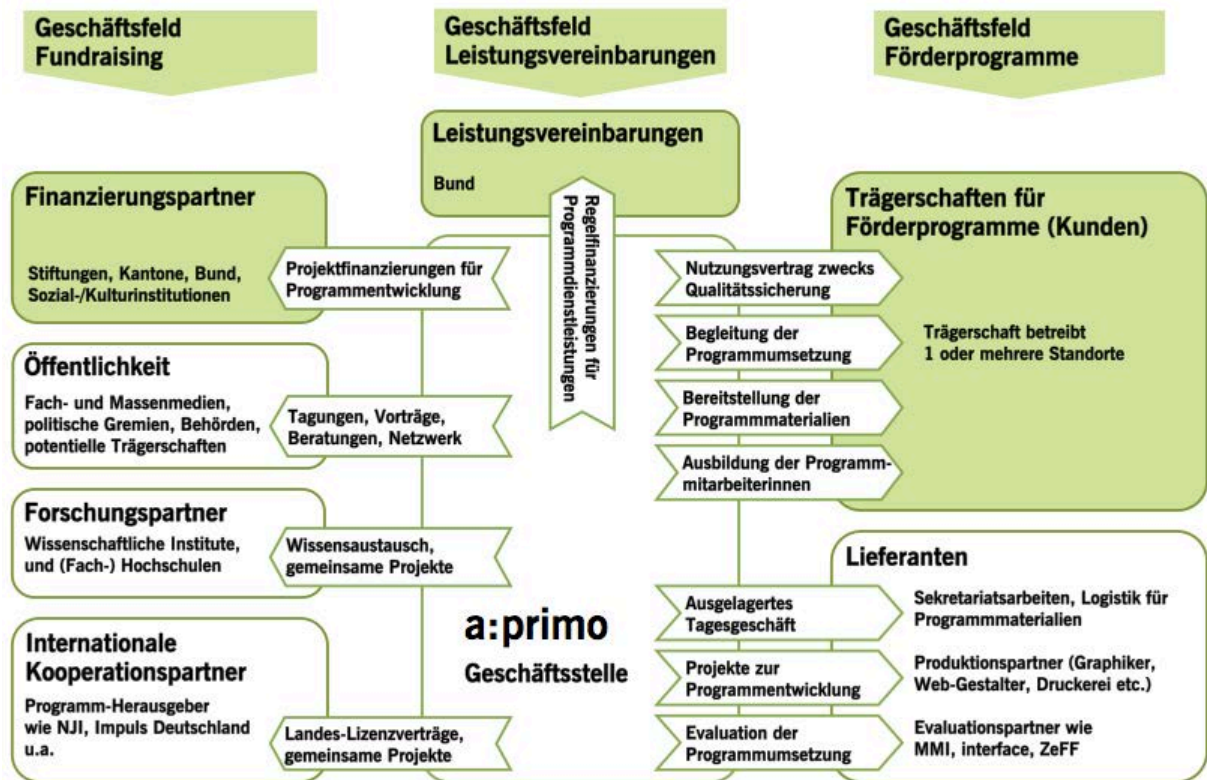 Geschäftsfeld
Fundraising
Geschäftsfeld
Leistungsvereinbarungen
Geschäftsfeld
Förderprogramme
Leistungsvereinbarungen
Bund
Regelfinanzierungen für
Programmdienstleistungen
Finanzierungspartner
Stiftungen, Kantone, Bund,
Sozial-/Kulturinstitutionen
Projektfinanzierungen für
Programmentwicklung
Öffentlichkeit
Fach- und Massenmedien,
politische Gremien, Behörden,
potentielle Trägerschaften
Tagungen, Vorträge,
Beratungen, Netzwerk
Forschungspartner
Wissenschaftliche Institute,
und (Fach-) Hochschulen
Wissensaustausch,
gemeinsame Projekte
Internationale
Kooperationspartner
Programm-Herausgeber
wie NJI, Impuls Deutschland
u.a.
Landes-Lizenzverträge,
gemeinsame Projekte
a:primo
Geschäftsstelle
Trägerschaften für
Förderprogramme (Kunden)
Nutzungsvertrag zwecks
Qualitätssicherung
Begleitung der
Programmumsetzung
Trägerschaft betreibt
1 oder mehrere Standorte
Bereitstellung der
Programmmaterialien
Ausbildung der Programm-
mitarbeiterinnen
Lieferanten
Ausgelagertes
Tagesgeschäft
Sekretariatsarbeiten, Logistik für
Programmmaterialien
Projekte zur
Programmentwicklung
Produktionspartner (Graphiker,
Web-Gestalter, Druckerei etc.)
Evaluation der
Programmumsetzung
Evaluationspartner wie
MMI, interface, ZeFF